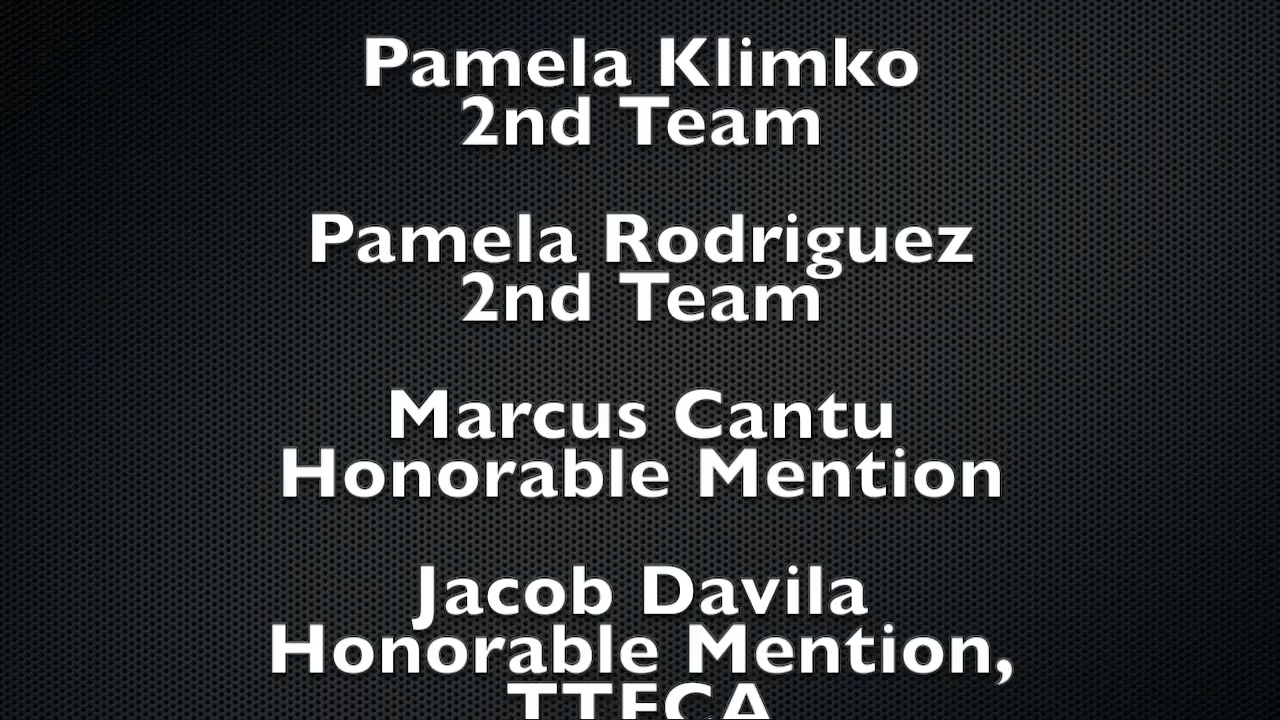 Pamela Klimko
2nd Team
Pamela Rodriguez
2nd Team
Marcus Cantu
Honorable Mention
Jacob Davila
Honorable Mention,